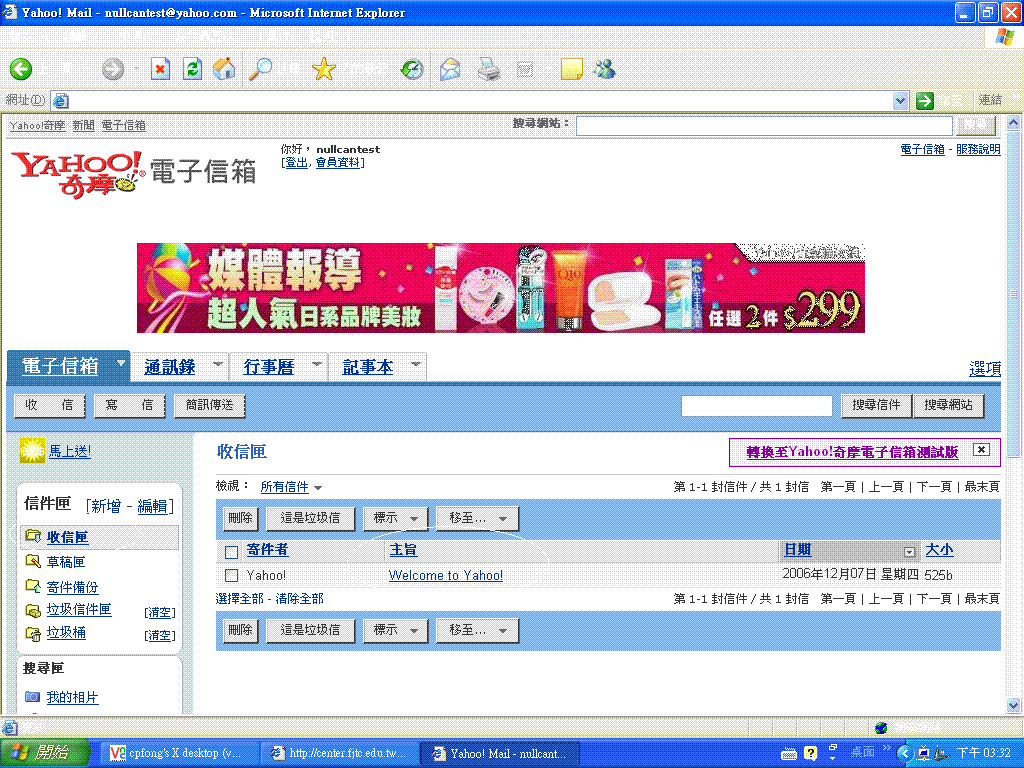 Yahoo! Mail - nullcantest@yahoo.com - Microsoft Internet Explorer
網址(D)
連結
Yahoo!奇摩 新聞 電子信箱
搜尋網站：
YAHOO!奇摩 電子信箱
你好， nullcantest
[登出, 會員資料]
電子信箱 - 服務說明
媒體報導
超人氣日系品牌美妝
Q10
任選2件$299
電子信箱 通訊錄 行事曆 記事本 選項
收 信 寫 信 簡訊傳送 搜尋信件 搜尋網站
馬上送!
收信匣
轉換至Yahoo!奇摩電子信箱測試版
檢視： 所有信件
第 1-1 封信件 / 共 1 封信 第一頁 | 上一頁 | 下一頁 | 最末頁
信件匣 [新增 - 編輯]
收信匣
草稿匣
寄件備份
垃圾信件匣 [清空]
垃圾桶 [清空]
搜尋匣
我的相片
刪除 這是垃圾信 標示 移至...
寄件者 主旨 日期 大小
Yahoo! Welcome to Yahoo! 2006年12月07日 星期四 525b
選擇全部 - 清除全部
第 1-1 封信件 / 共 1 封信 第一頁 | 上一頁 | 下一頁 | 最末頁
刪除 這是垃圾信 標示 移至...
開始 cpfong's X desktop (v... http://center.fjtc.edu.tw... Yahoo! Mail - nullcant... 桌面 下午 03:32